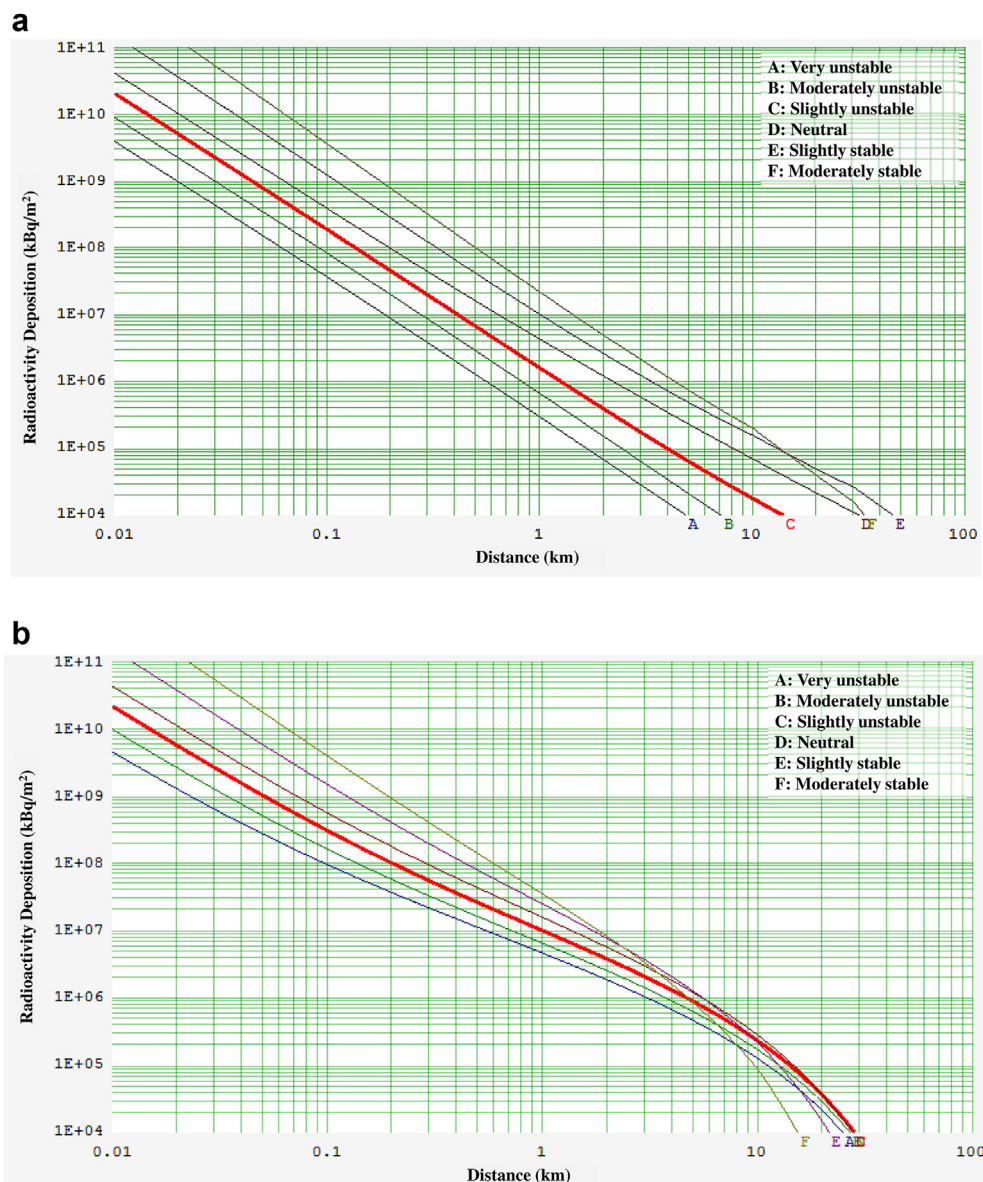 a
1E+11
A: Very unstable
B: Moderately unstable
C: Slightly unstable
D: Neutral
E: Slightly stable
F: Moderately stable
1E+10
1E+09
1E+08
1E+07
1E+06
1E+05
1E+04
Radioactivity Deposition (kBq/m²)
A B C D F E
0.01 0.1 1 10 100
Distance (km)
b
1E+11
A: Very unstable
B: Moderately unstable
C: Slightly unstable
D: Neutral
E: Slightly stable
F: Moderately stable
1E+10
1E+09
1E+08
1E+07
1E+06
1E+05
1E+04
Radioactivity Deposition (kBq/m²)
F E A
0.01 0.1 1 10 100
Distance (km)